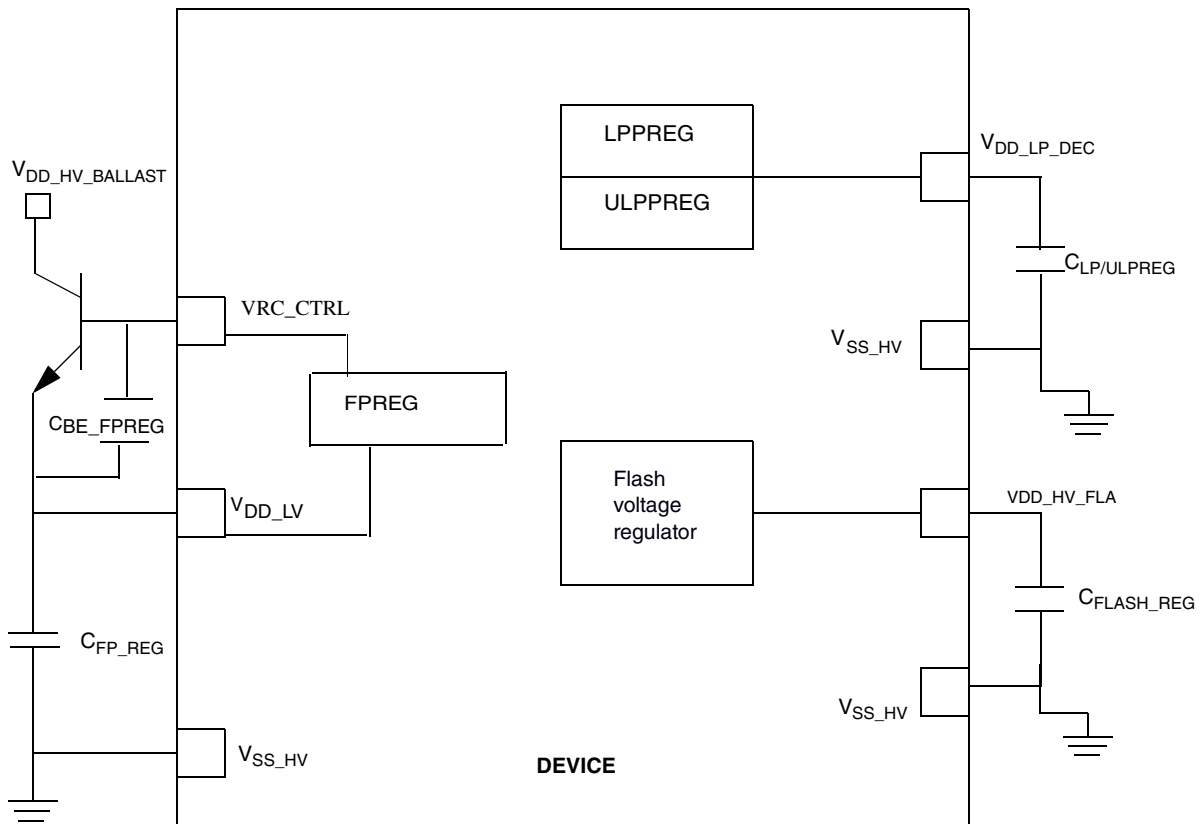 LPPREG
V_DD_LP_DEC
V_DD_HV_BALLAST
ULPPREG
C_LP/ULPREG
VRC_CTRL
V_SS_HV
FPREG
C_BE_FPREG
Flash
voltage
regulator
V_DD_LV
VDD_HV_FLA
C_FLASH_REG
C_FP_REG
V_SS_HV
V_SS_HV
DEVICE